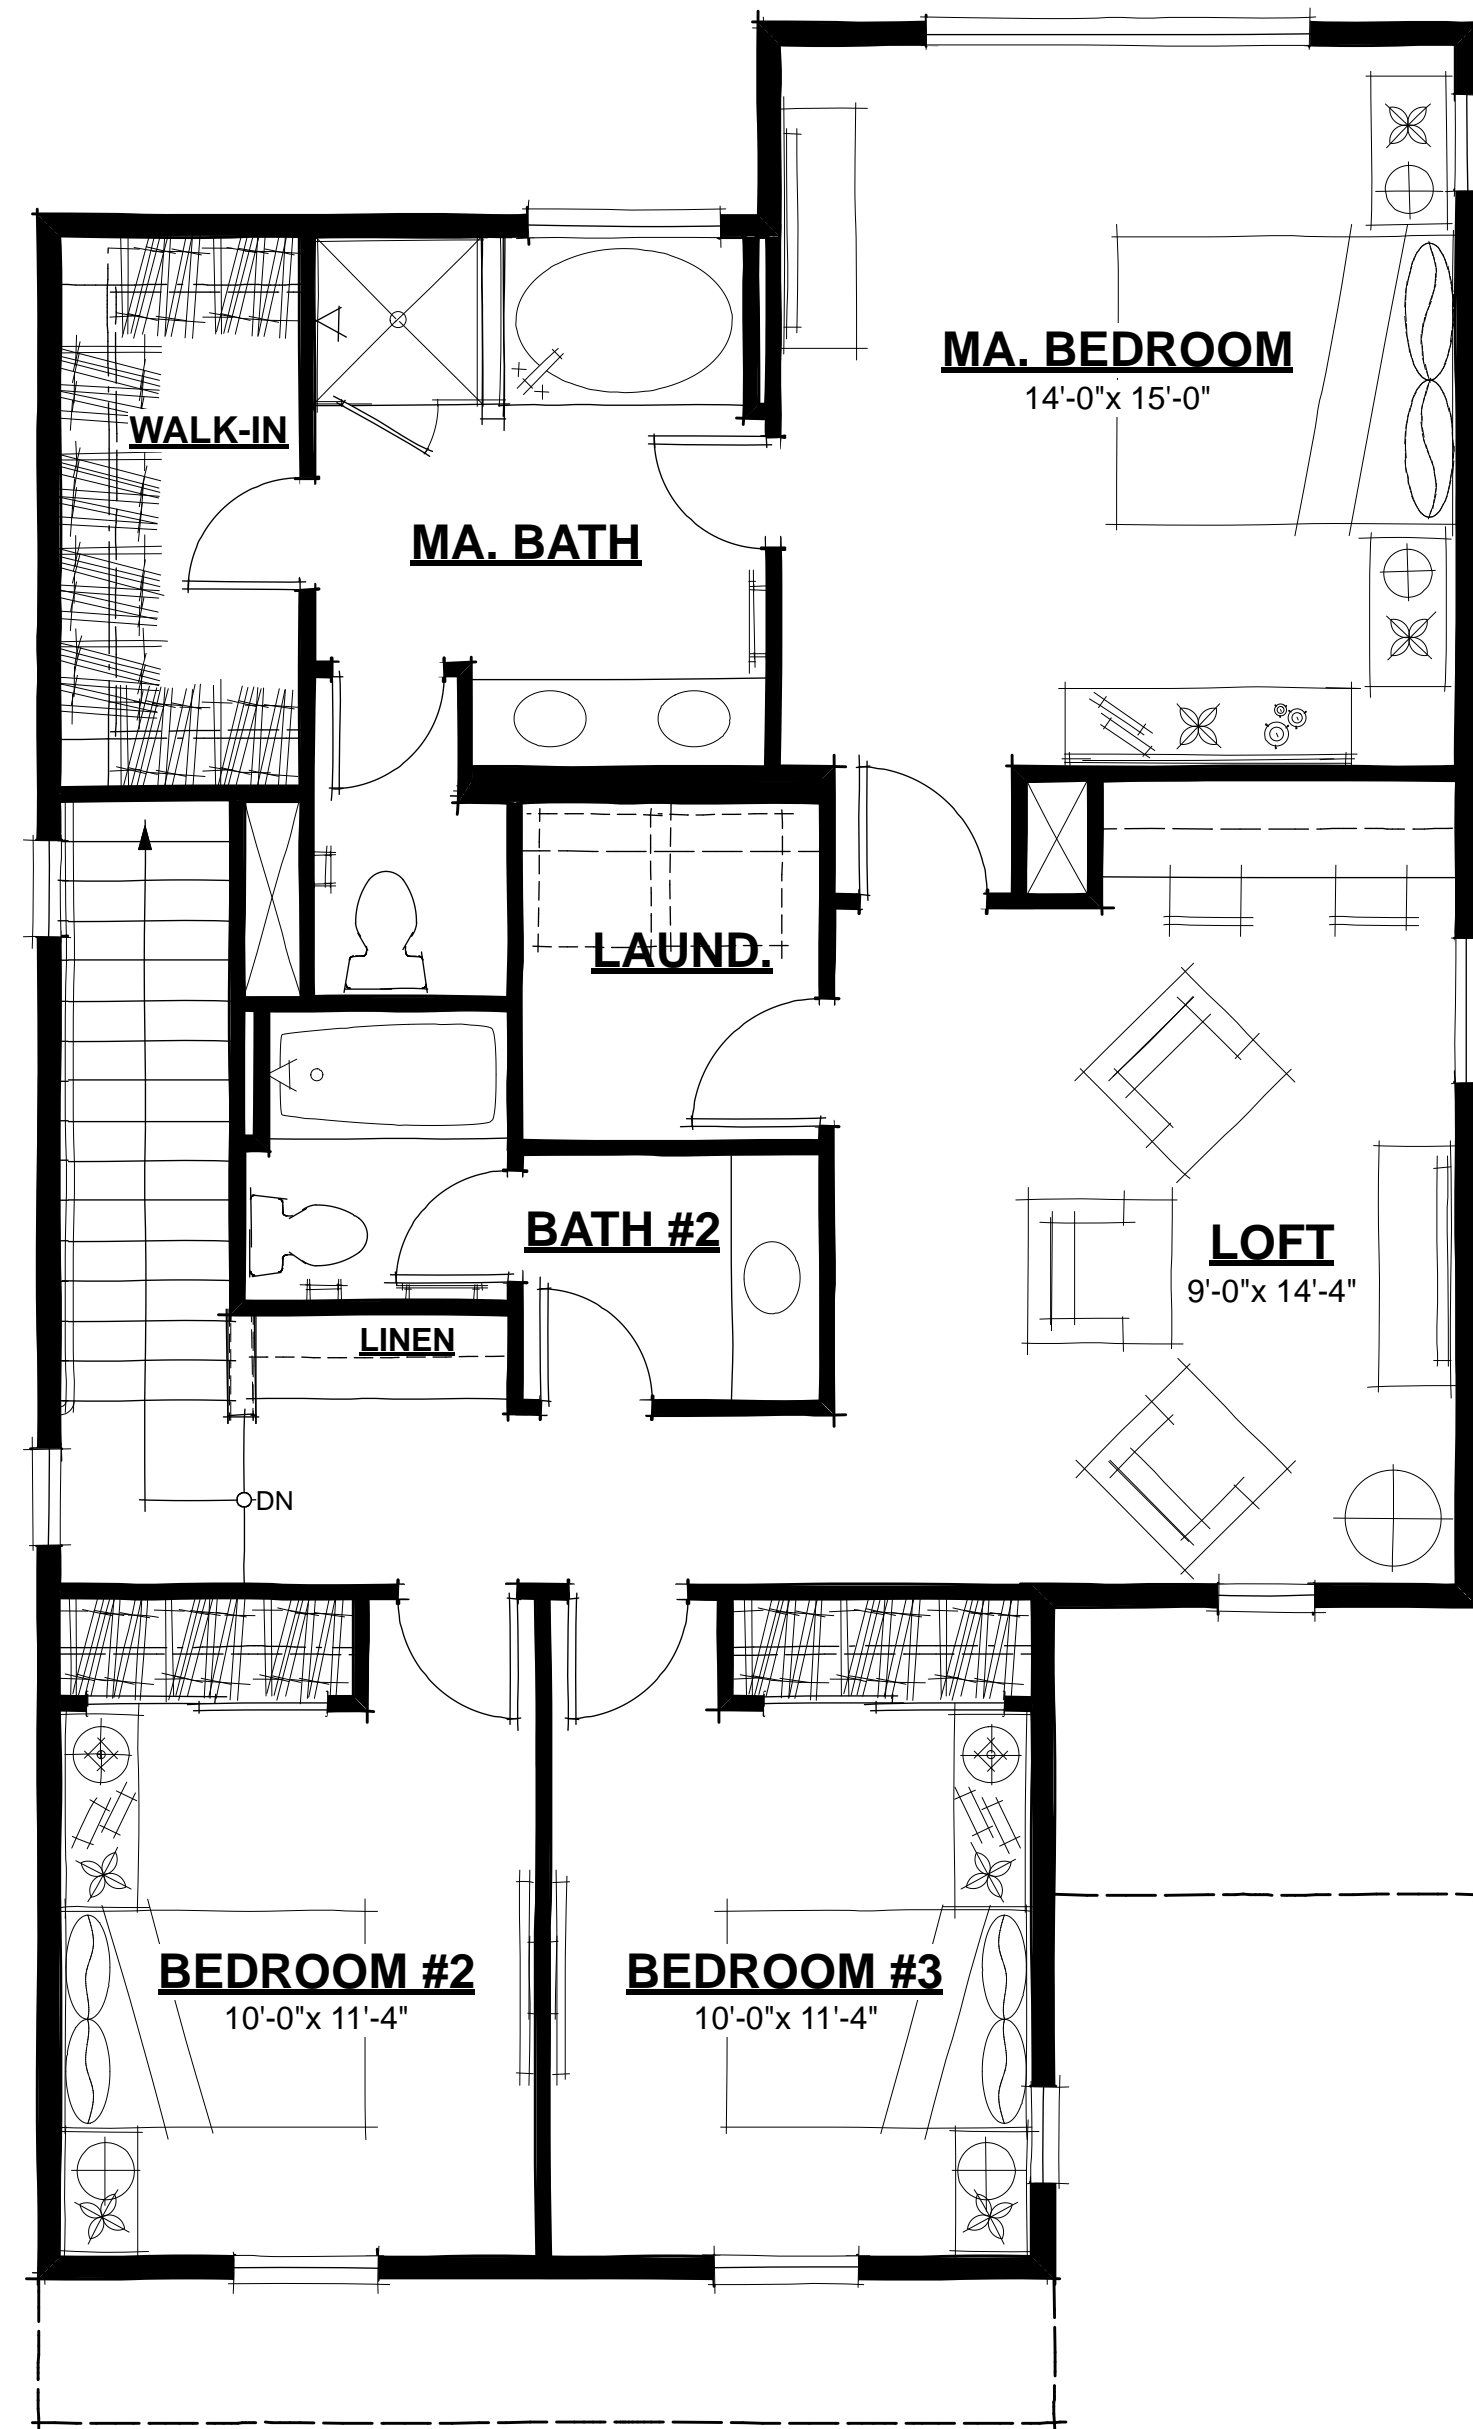 MA. BEDROOM
14'-0"x 15'-0"
WALK-IN
MA. BATH
LAUND.
BATH #2
LOFT
9'-0"x 14'-4"
LINEN
DN
BEDROOM #2
10'-0"x 11'-4"
BEDROOM #3
10'-0"x 11'-4"